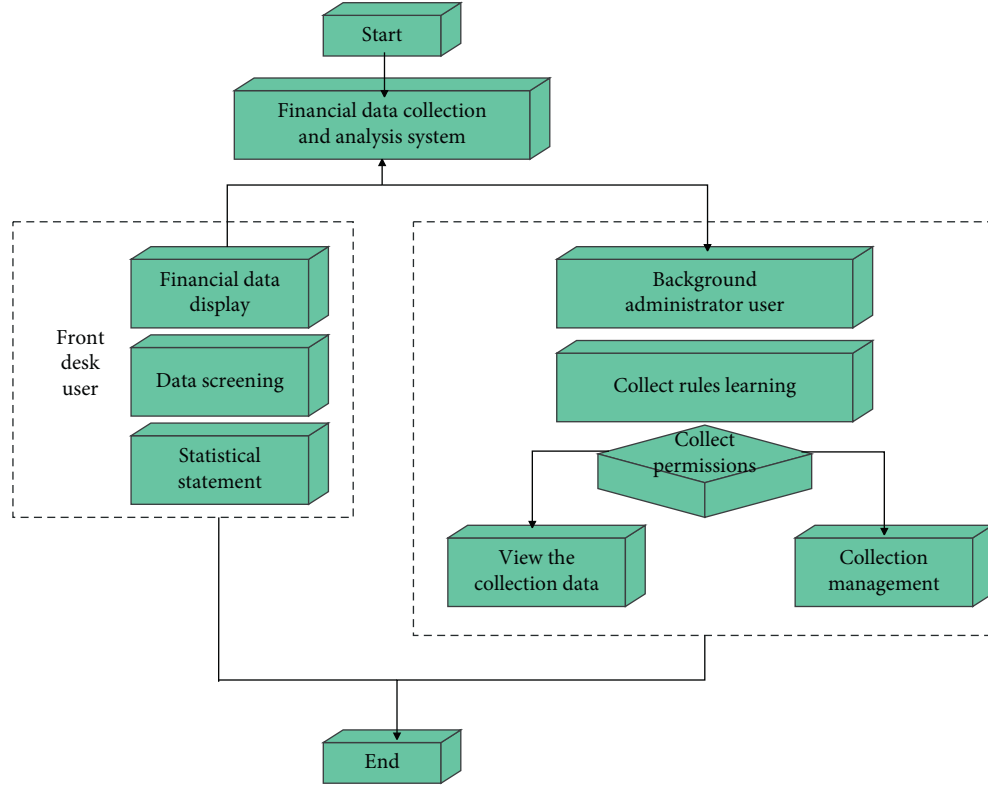 Start
Financial data collection
and analysis system
Financial data
display
Front
desk
user
Data screening
Statistical
statement
Background
administrator user
Collect rules learning
Collect
permissions
View the
collection data
Collection
management
End